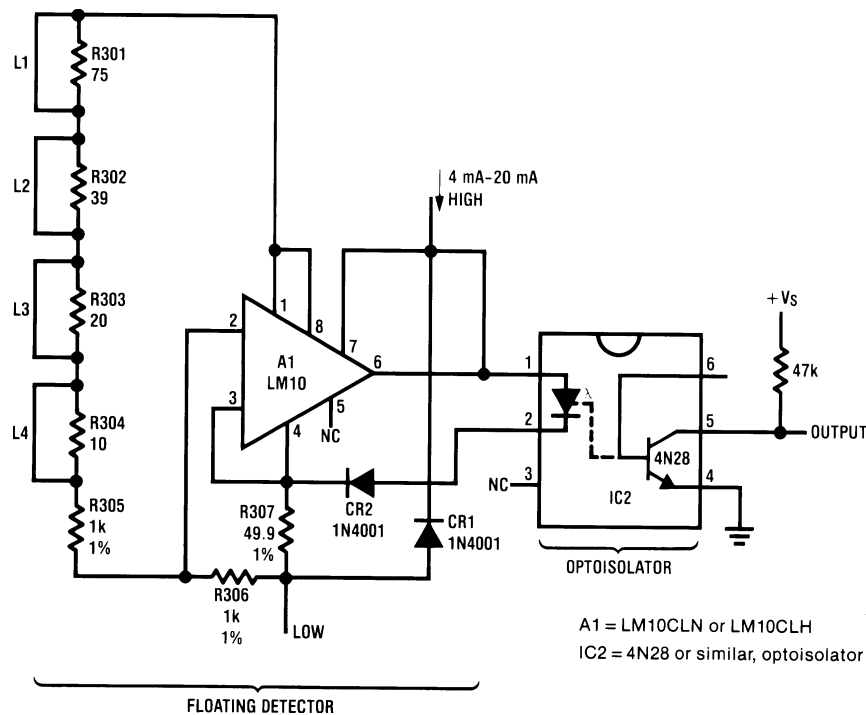 L1
R301
75
L2
R302
39
L3
R303
20
L4
R304
10
R305
1k
1%
R306
1k
1%
4 mA–20 mA
HIGH
1
8
7
2
A1
LM10
6
3
5
4
NC
R307
49.9
1%
CR2
1N4001
CR1
1N4001
LOW
FLOATING DETECTOR
+VS
47k
1
λ
6
2
5
OUTPUT
4N28
NC
3
4
IC2
OPTOISOLATOR
A1 = LM10CLN or LM10CLH
IC2 = 4N28 or similar, optoisolator